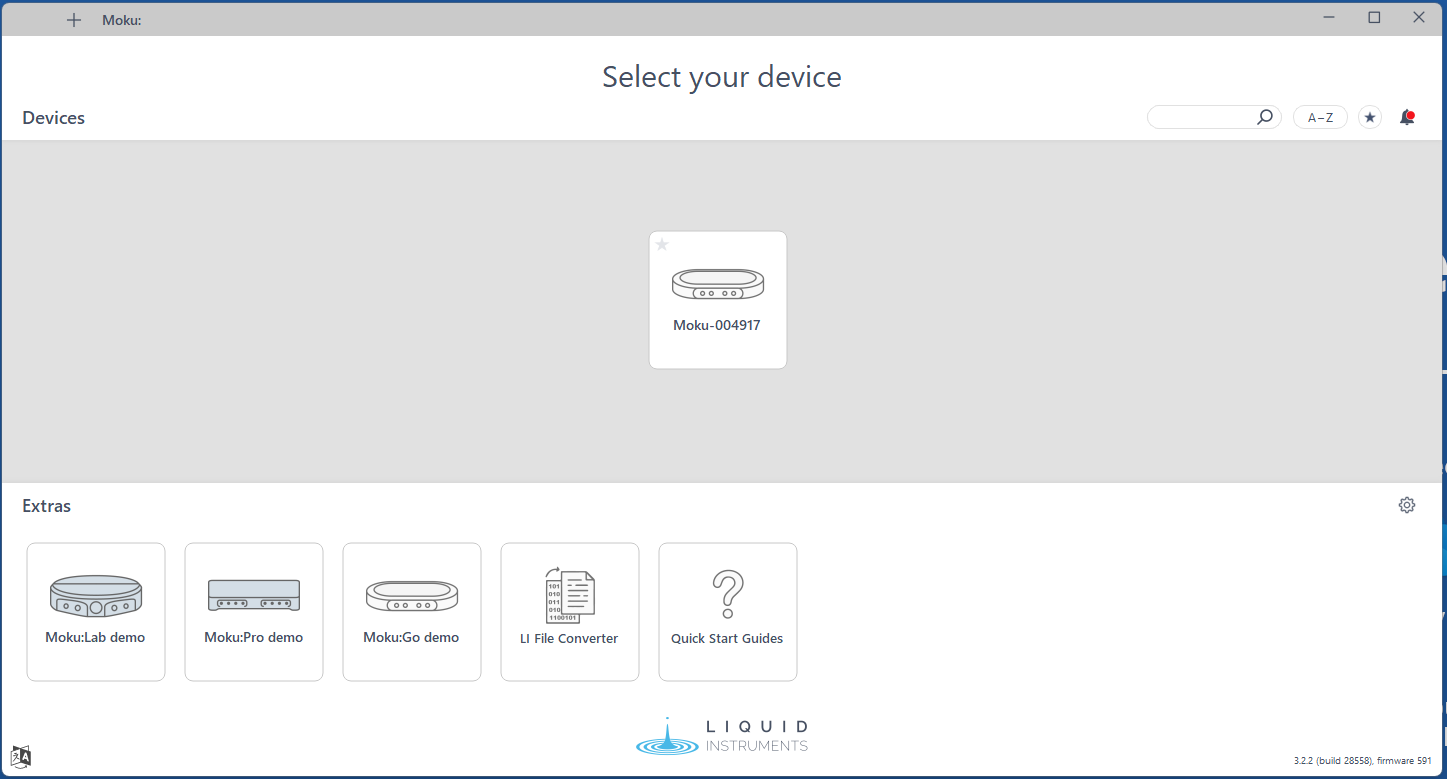 Moku:
Select your device
Devices
A–Z
Moku-004917
Extras
Moku:Lab demo
Moku:Pro demo
Moku:Go demo
101
010
011
010
1100101
LI File Converter
Quick Start Guides
LIQUID
INSTRUMENTS
A
3.2.2 (build 28558), firmware 591